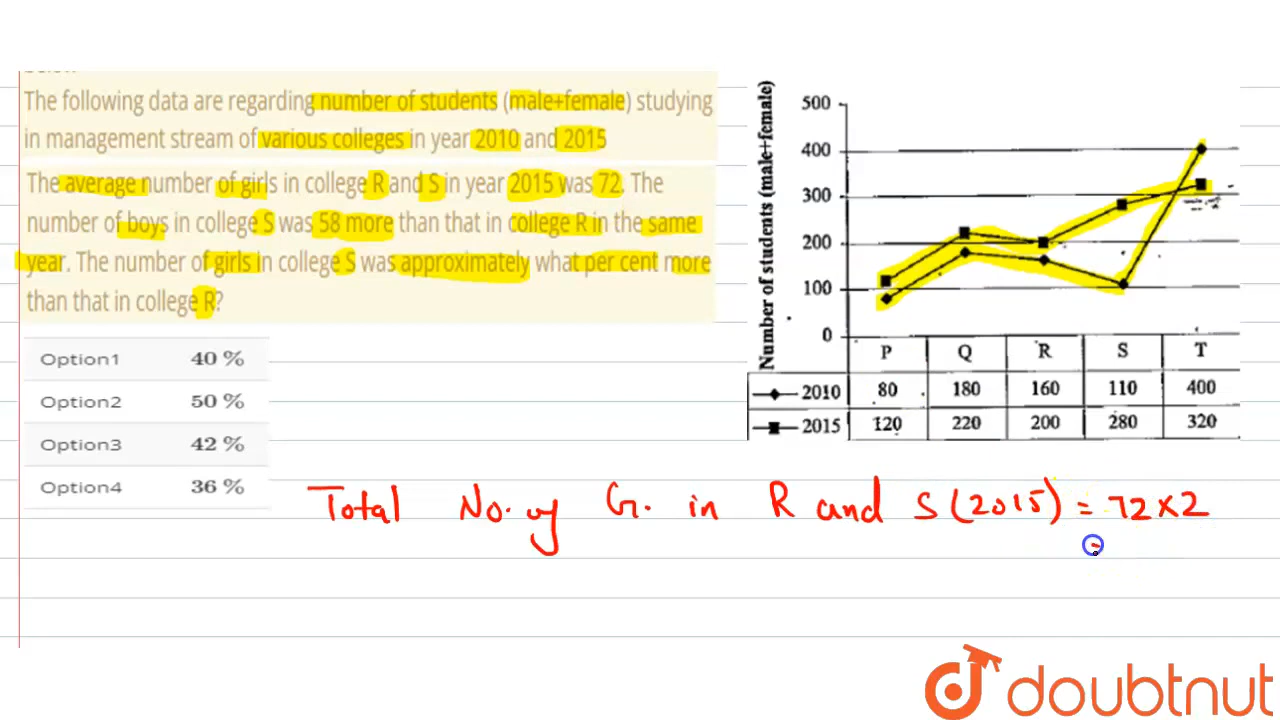 The following data are regarding number of students (male+female) studying
in management stream of various colleges in year 2010 and 2015
The average number of girls in college R and S in year 2015 was 72. The
number of boys in college S was 58 more than that in college R in the same
year. The number of girls in college S was approximately what per cent more
than that in college R?
Option1 40 %
Option2 50 %
Option3 42 %
Option4 36 %
Number of students (male+female)
500
400
300
200
100
0
P Q R S T
2010 80 180 160 110 400
2015 120 220 200 280 320
Total No. of G. in R and S (2015) = 72 × 2
doubtnut